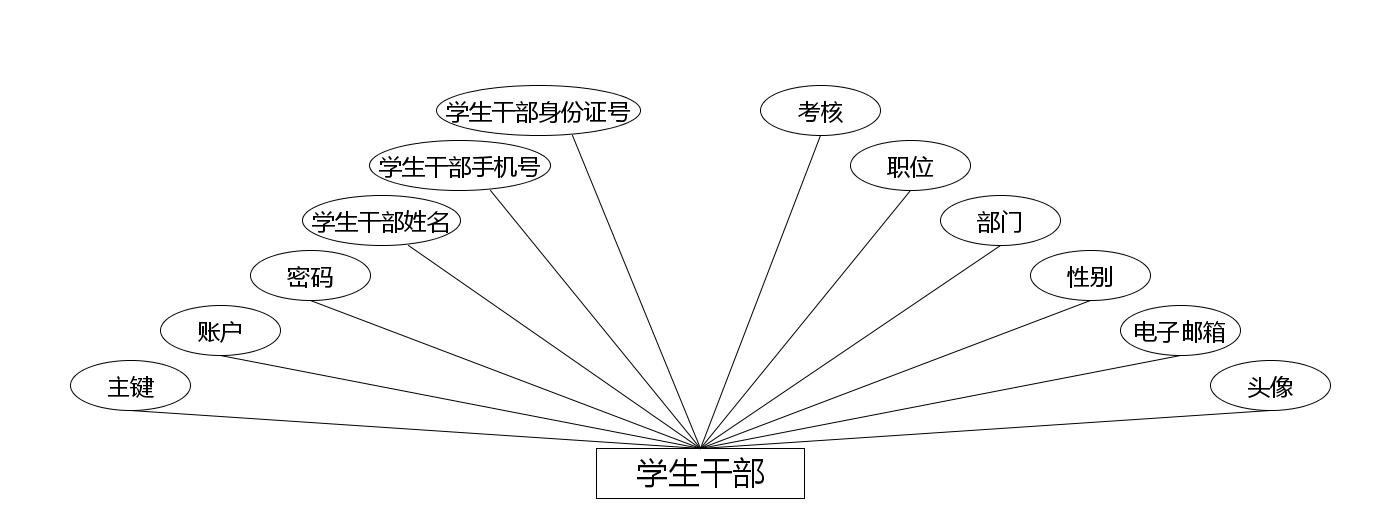 学生干部身份证号
考核
学生干部手机号
职位
学生干部姓名
部门
密码
性别
账户
电子邮箱
主键
头像
学生干部